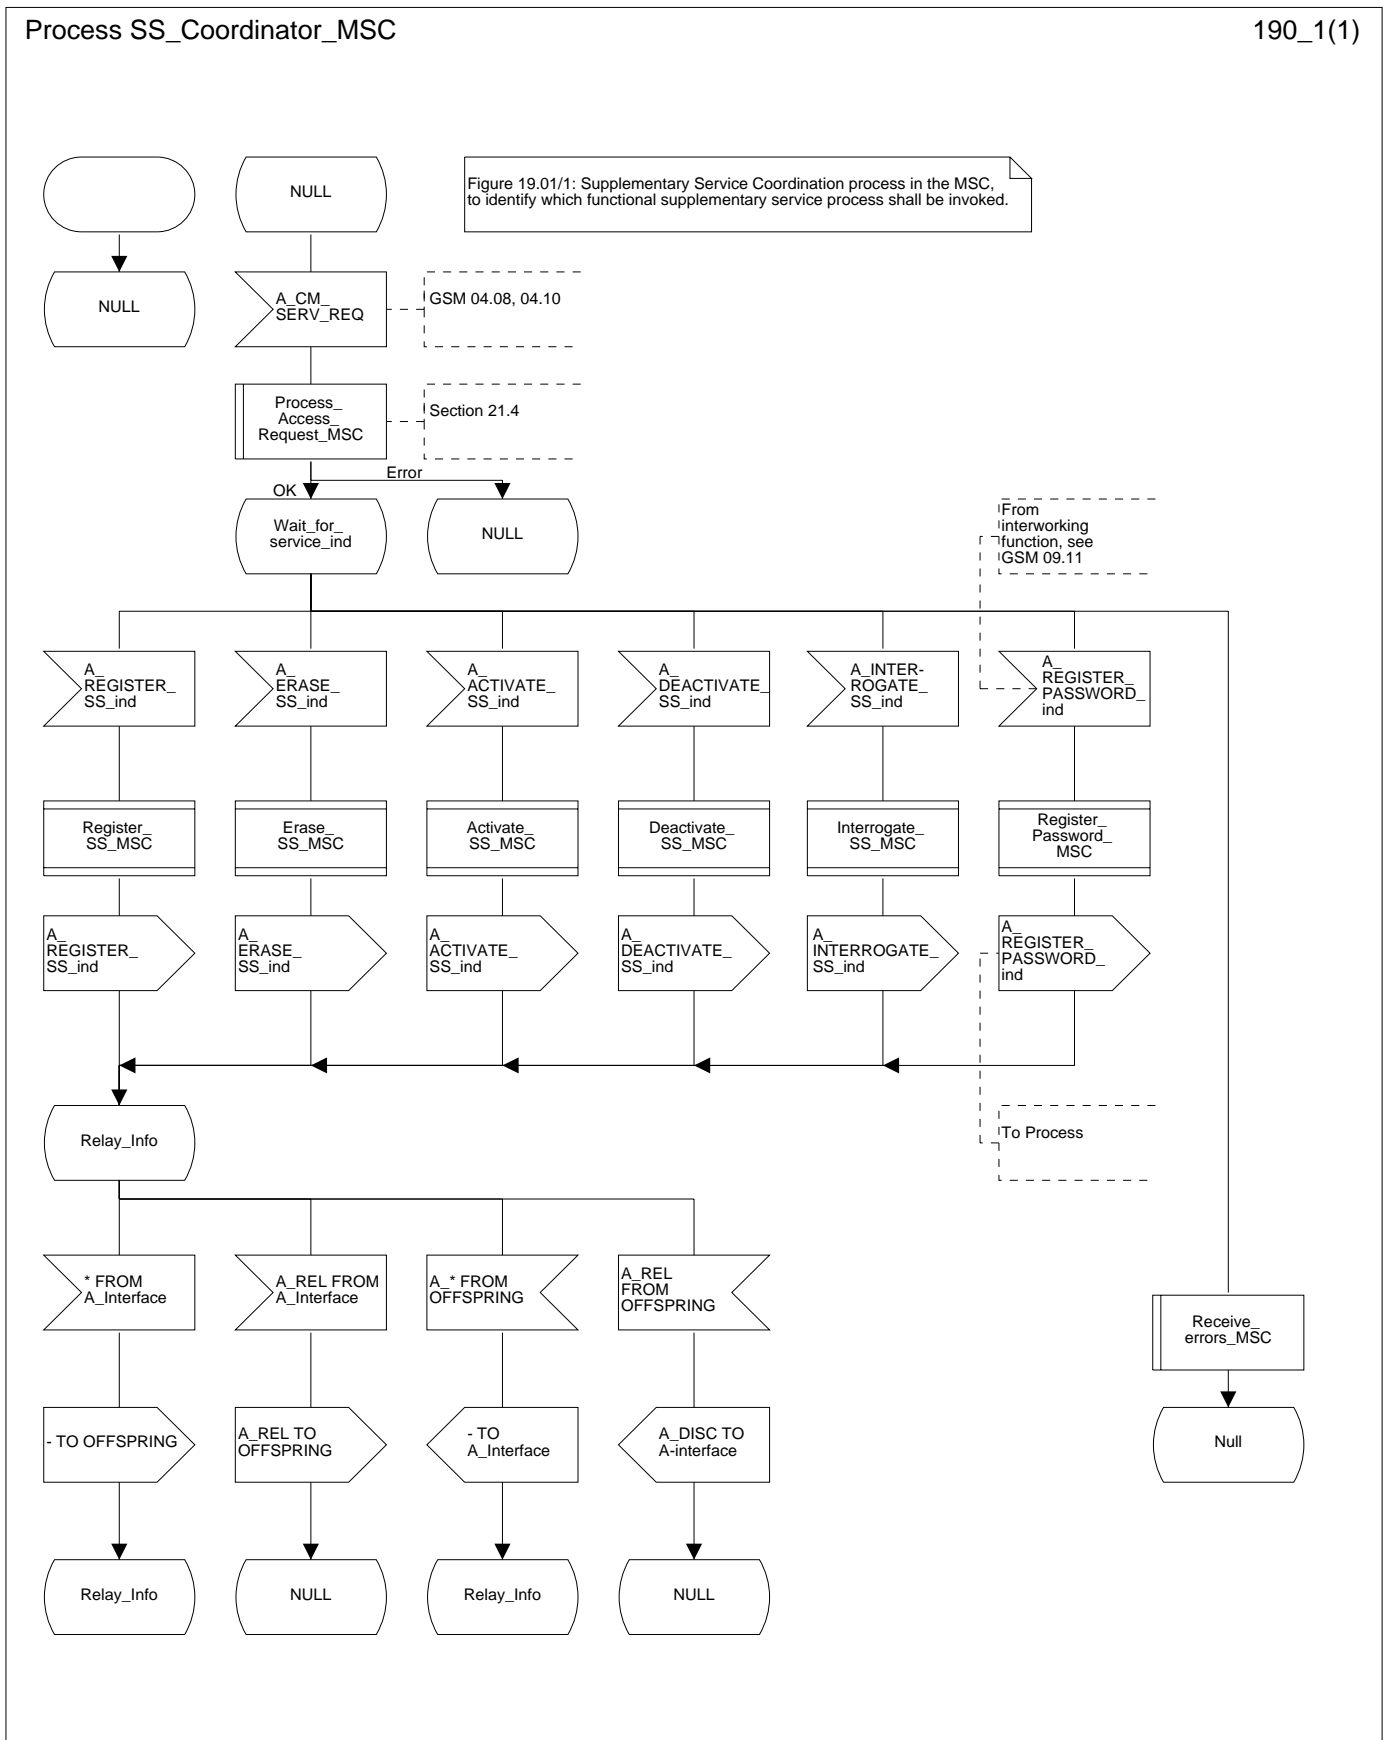 Process SS_Coordinator_MSC
190_1(1)
NULL
Figure 19.01/1: Supplementary Service Coordination process in the MSC,
to identify which functional supplementary service process shall be invoked.
NULL
A_CM_
SERV_REQ
GSM 04.08, 04.10
Process_
Access_
Request_MSC
Section 21.4
Error
OK
Wait_for_
service_ind
NULL
From
interworking
function, see
GSM 09.11
A_
REGISTER_
SS_ind
A_
ERASE_
SS_ind
A_
ACTIVATE_
SS_ind
A_
DEACTIVATE_
SS_ind
A_INTER-
ROGATE_
SS_ind
A_
REGISTER_
PASSWORD_
ind
Register_
SS_MSC
Erase_
SS_MSC
Activate_
SS_MSC
Deactivate_
SS_MSC
Interrogate_
SS_MSC
Register_
Password_
MSC
A_
REGISTER_
SS_ind
A_
ERASE_
SS_ind
A_
ACTIVATE_
SS_ind
A_
DEACTIVATE_
SS_ind
A_
INTERROGATE_
SS_ind
A_
REGISTER_
PASSWORD_
ind
Relay_Info
To Process
* FROM
A_Interface
A_REL FROM
A_Interface
A_* FROM
OFFSPRING
A_REL
FROM
OFFSPRING
Receive_
errors_MSC
- TO OFFSPRING
A_REL TO
OFFSPRING
- TO
A_Interface
A_DISC TO
A-interface
Null
Relay_Info
NULL
Relay_Info
NULL